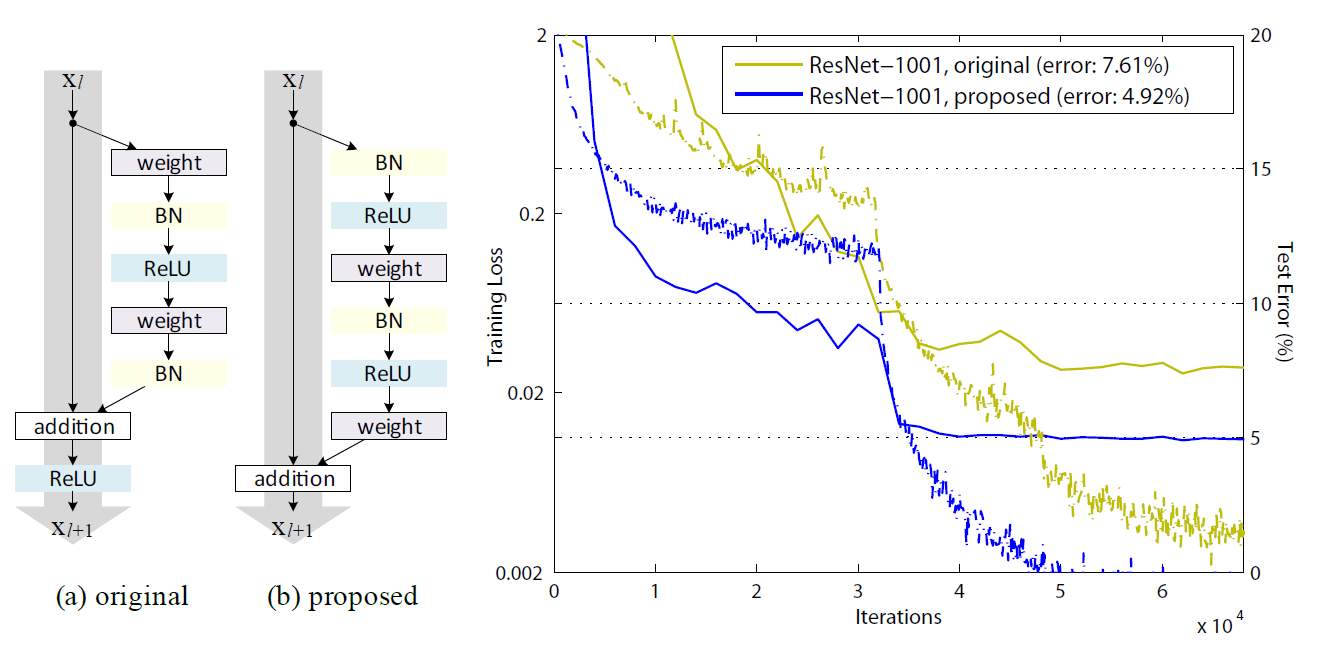 x_l
weight
BN
ReLU
weight
BN
addition
ReLU
x_{l+1}
(a) original
x_l
BN
ReLU
weight
BN
ReLU
weight
addition
x_{l+1}
(b) proposed
ResNet−1001, original (error: 7.61%)
ResNet−1001, proposed (error: 4.92%)
2
0.2
0.02
0.002
Training Loss
20
15
10
5
0
Test Error (%)
0 1 2 3 4 5 6
Iterations
x 10^4